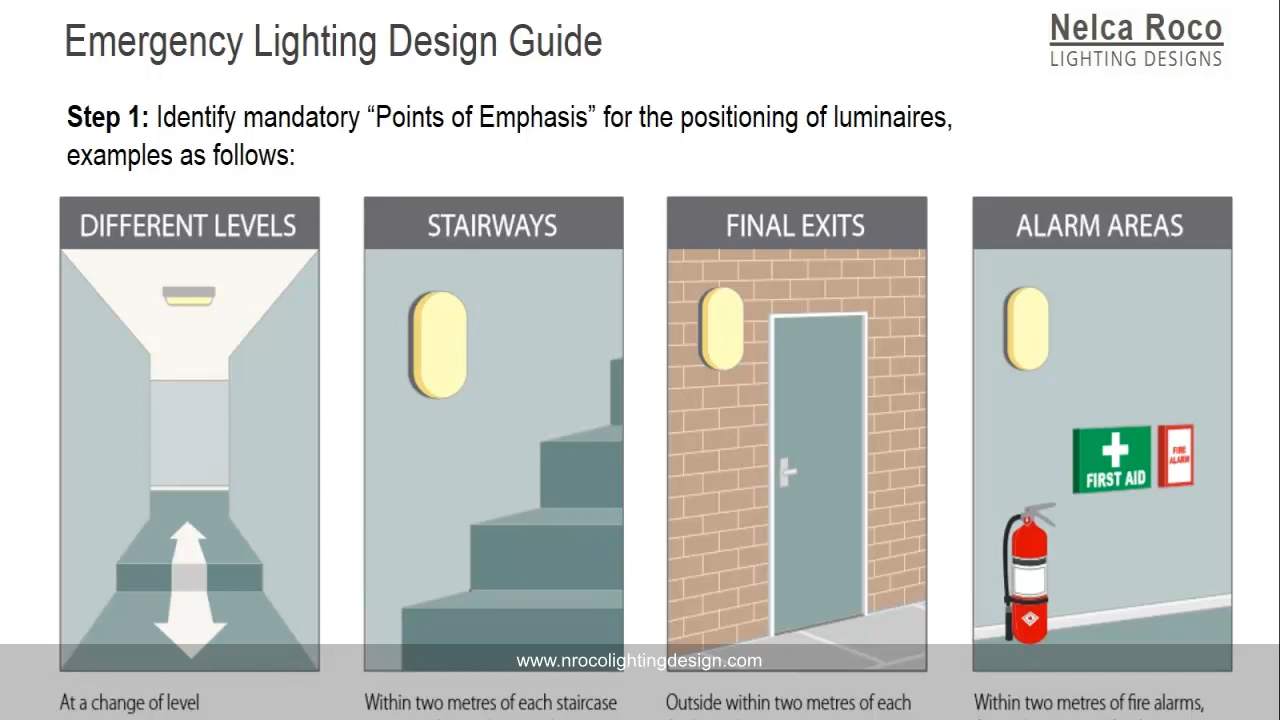 Emergency Lighting Design Guide
Nelca Roco
LIGHTING DESIGNS
Step 1: Identify mandatory “Points of Emphasis” for the positioning of luminaires,
examples as follows:
DIFFERENT LEVELS
STAIRWAYS
FINAL EXITS
ALARM AREAS
FIRST AID
FIRE
ALARM
www.nrocolightingdesign.com
At a change of level
Within two metres of each staircase
Outside within two metres of each
Within two metres of fire alarms,